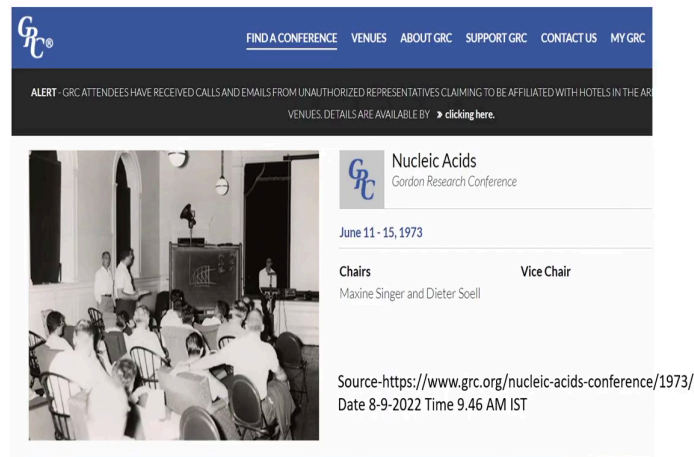 GRC®
FIND A CONFERENCE VENUES ABOUT GRC SUPPORT GRC CONTACT US MY GRC
ALERT - GRC ATTENDEES HAVE RECEIVED CALLS AND EMAILS FROM UNAUTHORIZED REPRESENTATIVES CLAIMING TO BE AFFILIATED WITH HOTELS IN THE
VENUES. DETAILS ARE AVAILABLE BY » clicking here.
GRC
Nucleic Acids
Gordon Research Conference
June 11 - 15, 1973
Chairs Vice Chair
Maxine Singer and Dieter Soell
Source-https://www.grc.org/nucleic-acids-conference/1973/
Date 8-9-2022 Time 9.46 AM IST